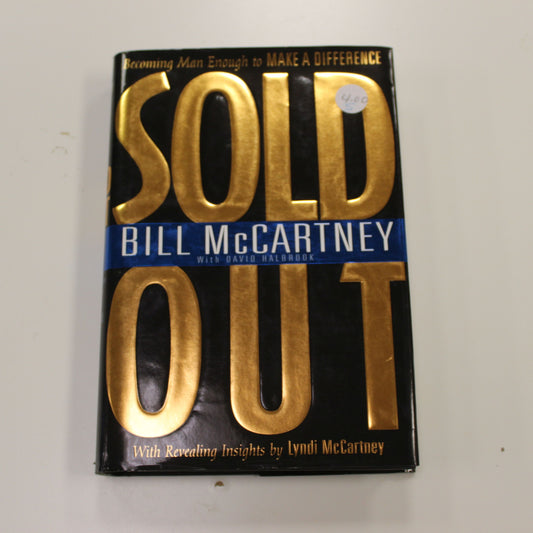 Becoming Man Enough to MAKE A DIFFERENCE
SOLD
4.00
BILL McCARTNEY
With DAVID HALBROOK
OUT
With Revealing Insights by Lyndi McCartney